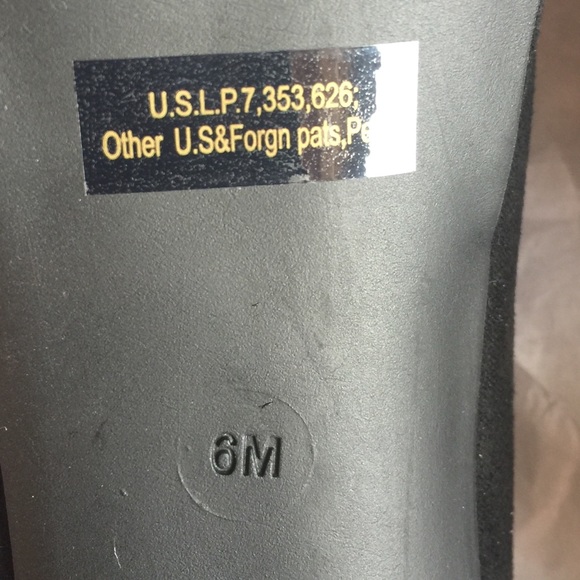 U.S.L.P.7,353,626;
Other U.S&Forgn pats,
6M